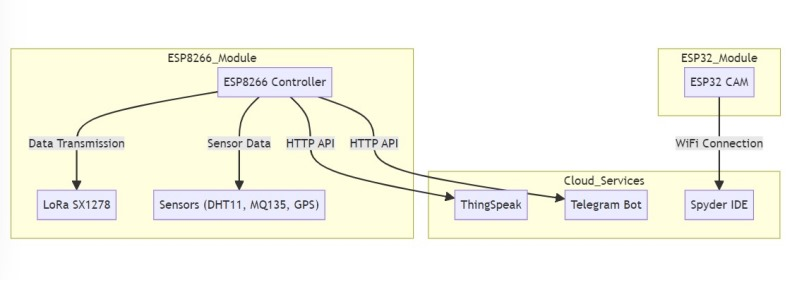 ESP8266_Module
ESP32_Module
ESP8266 Controller
ESP32 CAM
Data Transmission
Sensor Data
HTTP API
HTTP API
WiFi Connection
Cloud_Services
LoRa SX1278
Sensors (DHT11, MQ135, GPS)
ThingSpeak
Telegram Bot
Spyder IDE